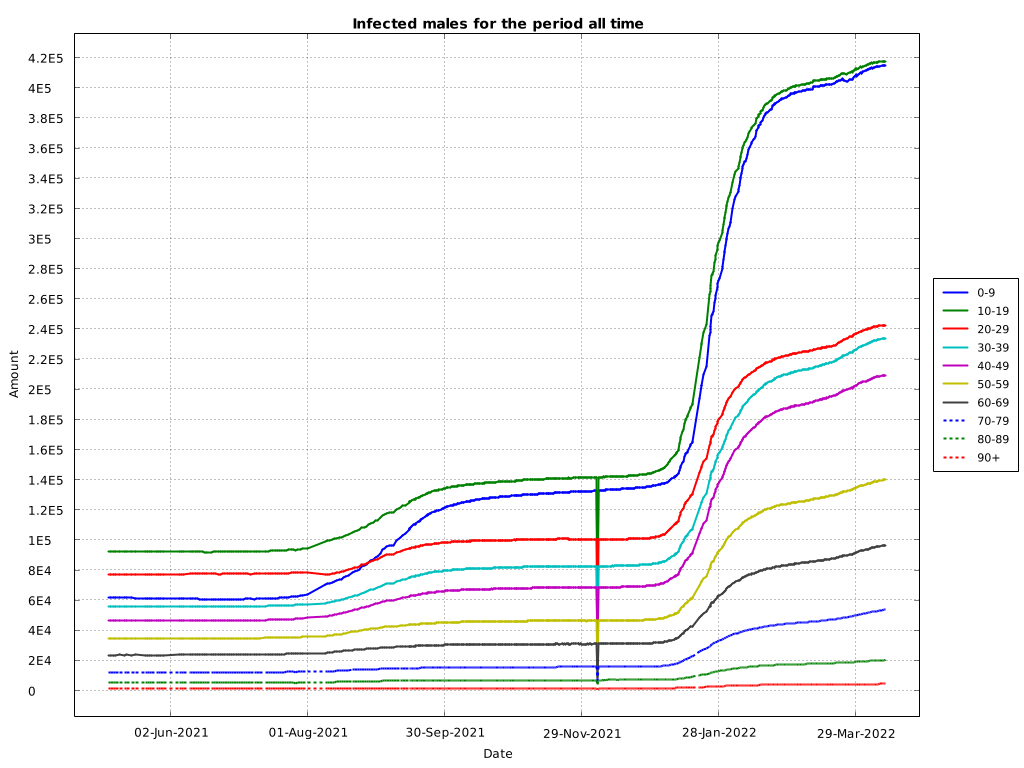 Infected males for the period all time
4.2E5
4E5
3.8E5
3.6E5
3.4E5
3.2E5
3E5
2.8E5
2.6E5
2.4E5
2.2E5
2E5
1.8E5
1.6E5
1.4E5
1.2E5
1E5
8E4
6E4
4E4
2E4
0
Amount
02-Jun-2021
01-Aug-2021
30-Sep-2021
29-Nov-2021
28-Jan-2022
29-Mar-2022
Date
0-9
10-19
20-29
30-39
40-49
50-59
60-69
70-79
80-89
90+